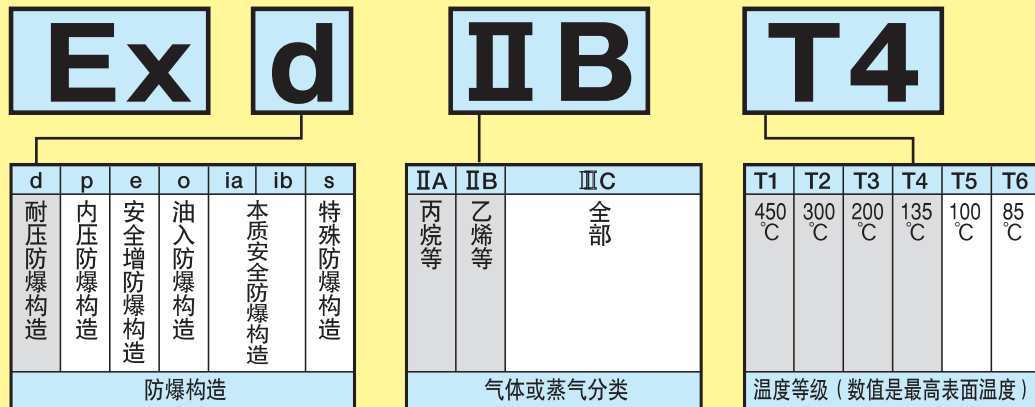 Ex d ⅡB T4
d p e o ia ib s
耐压防爆构造
内压防爆构造
安全增防爆构造
油入防爆构造
本质安全防爆构造
特殊防爆构造
防爆构造
ⅡA ⅡB ⅢC
丙烷等
乙烯等
全部
气体或蒸气分类
T1 T2 T3 T4 T5 T6
450℃ 300℃ 200℃ 135℃ 100℃ 85℃
温度等级（数值是最高表面温度）